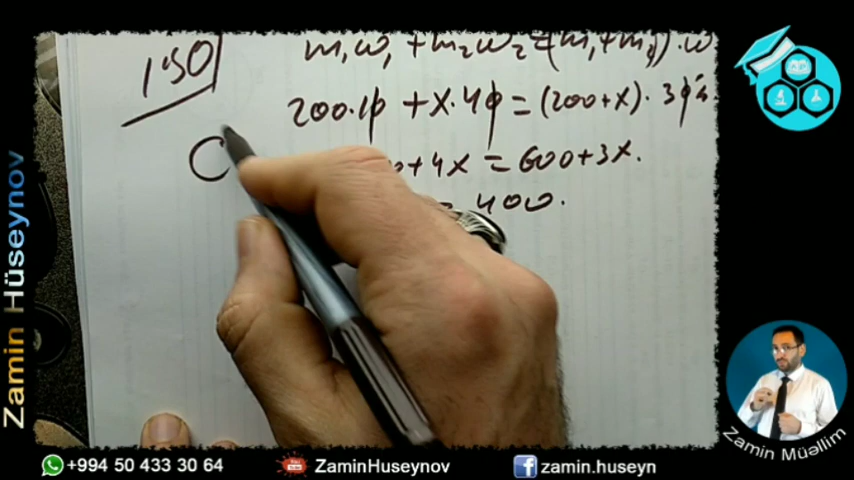 150
m₁ω₁ + m₂ω₂ = (m₁+m₂)·ω
200·10 + x·40 = (200+x)·30
+4x = 600+3x.
= 400.
C
Zamin Hüseynov
Zamin Müəllim
+994 50 433 30 64
ZaminHuseynov
zamin.huseyn